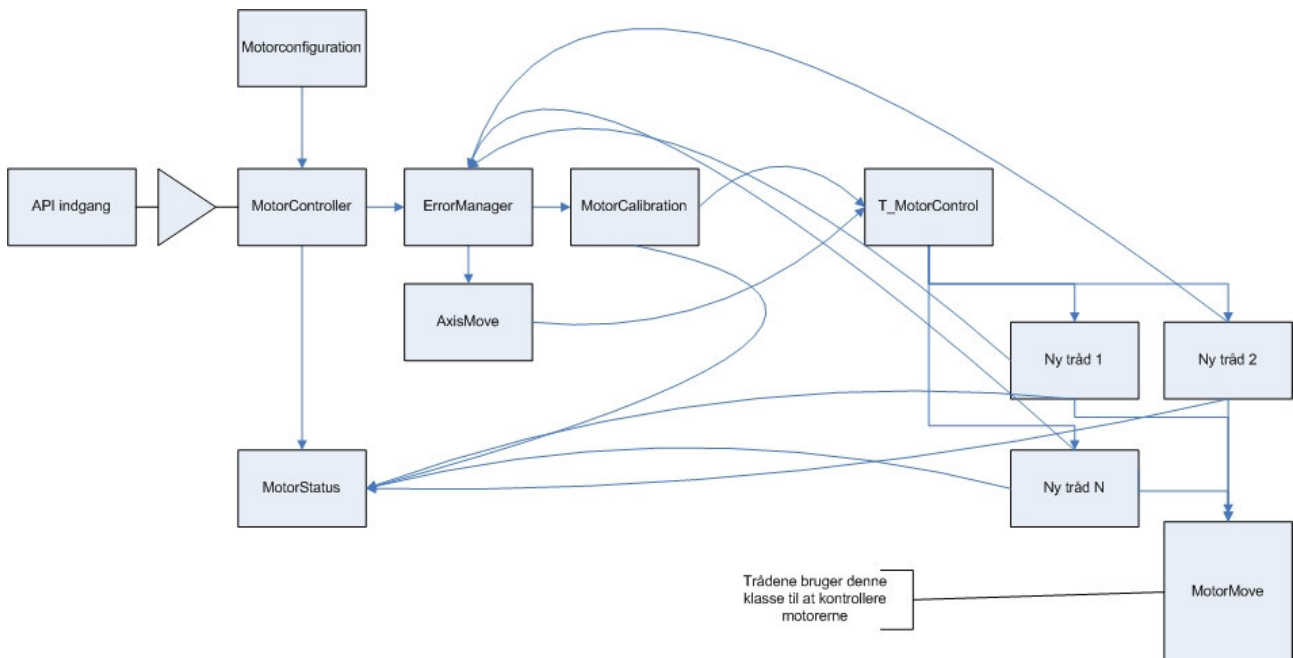 Motorconfiguration
API indgang
MotorController
ErrorManager
MotorCalibration
T_MotorControl
AxisMove
Ny tråd 1
Ny tråd 2
MotorStatus
Ny tråd N
Trådene bruger denne
klasse til at kontrollere
motorerne
MotorMove